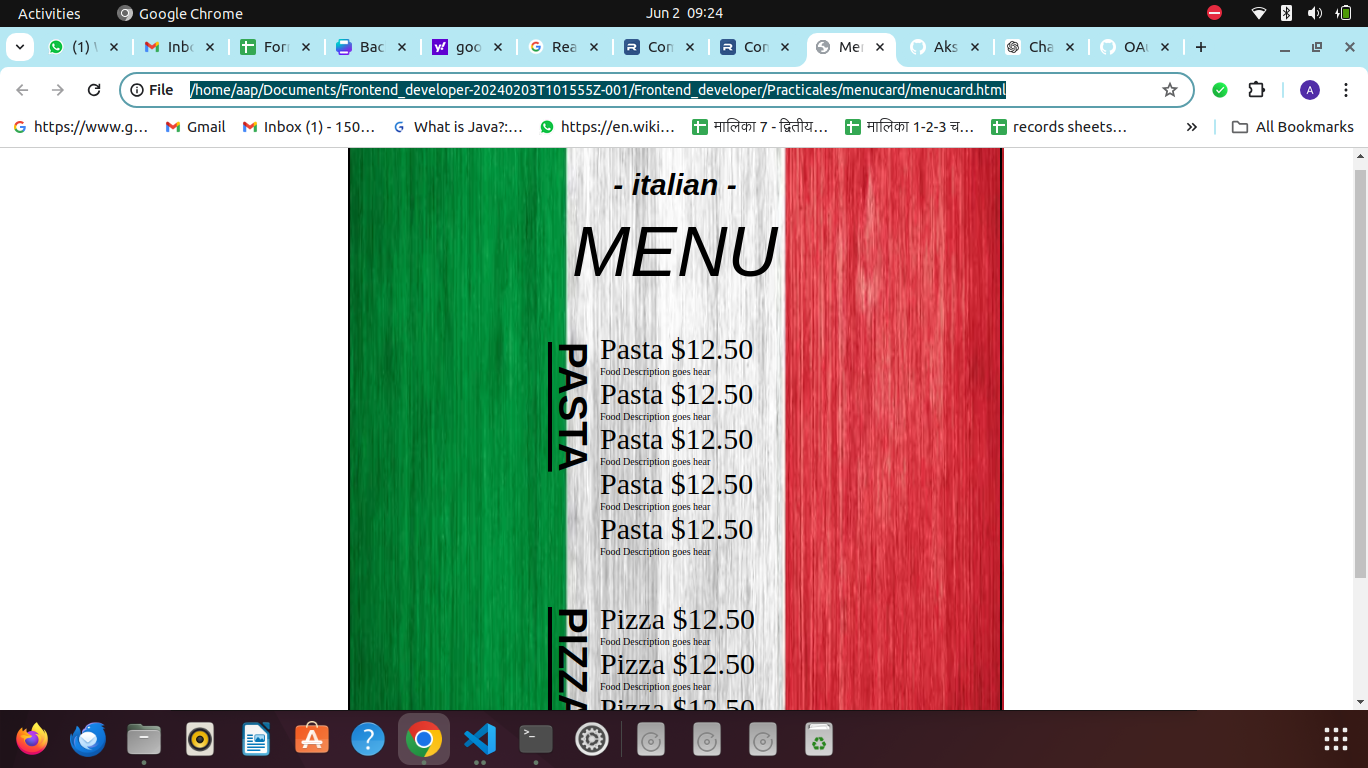 Activities Google Chrome Jun 2 09:24
(1) Inbo For Bac goo Rea Con Con Me Aks Cha OAu
File /home/aap/Documents/Frontend_developer-20240203T101555Z-001/Frontend_developer/Practicales/menucard/menucard.html A
https://www.g… Gmail Inbox (1) - 150… What is Java?:… https://en.wiki… मालिका 7 - द्वितीय… मालिका 1-2-3 च… records sheets… All Bookmarks
- italian -
MENU
PASTA
Pasta $12.50
Food Description goes hear
Pasta $12.50
Food Description goes hear
Pasta $12.50
Food Description goes hear
Pasta $12.50
Food Description goes hear
Pasta $12.50
Food Description goes hear
PIZZA
Pizza $12.50
Food Description goes hear
Pizza $12.50
Food Description goes hear
Pizza $12.50